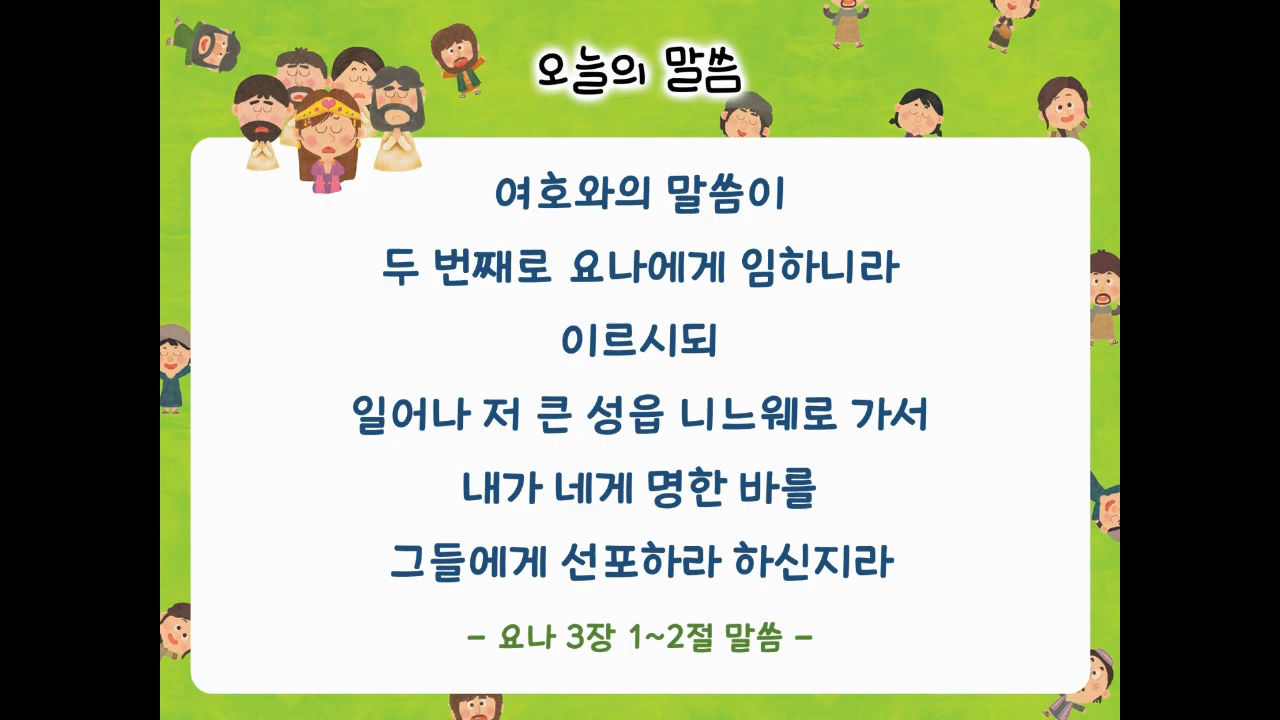 오늘의 말씀
여호와의 말씀이
두 번째로 요나에게 임하니라
이르시되
일어나 저 큰 성읍 니느웨로 가서
내가 네게 명한 바를
그들에게 선포하라 하신지라
- 요나 3장 1~2절 말씀 -